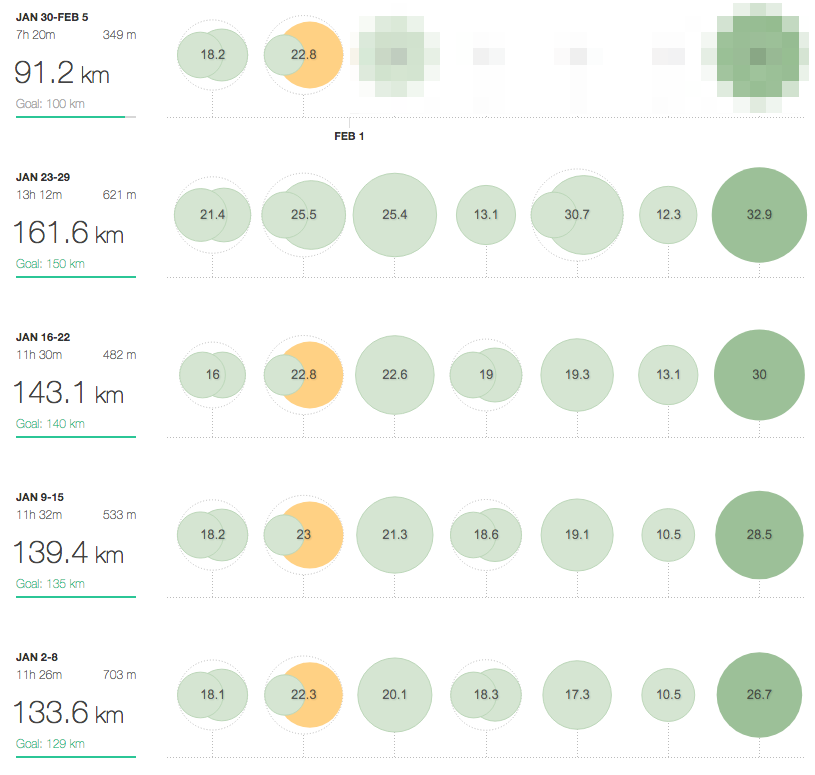 JAN 30-FEB 5
7h 20m 349 m
91.2 km
Goal: 100 km
18.2 22.8
FEB 1
JAN 23-29
13h 12m 621 m
161.6 km
Goal: 150 km
21.4 25.5 25.4 13.1 30.7 12.3 32.9
JAN 16-22
11h 30m 482 m
143.1 km
Goal: 140 km
16 22.8 22.6 19 19.3 13.1 30
JAN 9-15
11h 32m 533 m
139.4 km
Goal: 135 km
18.2 23 21.3 18.6 19.1 10.5 28.5
JAN 2-8
11h 26m 703 m
133.6 km
Goal: 129 km
18.1 22.3 20.1 18.3 17.3 10.5 26.7